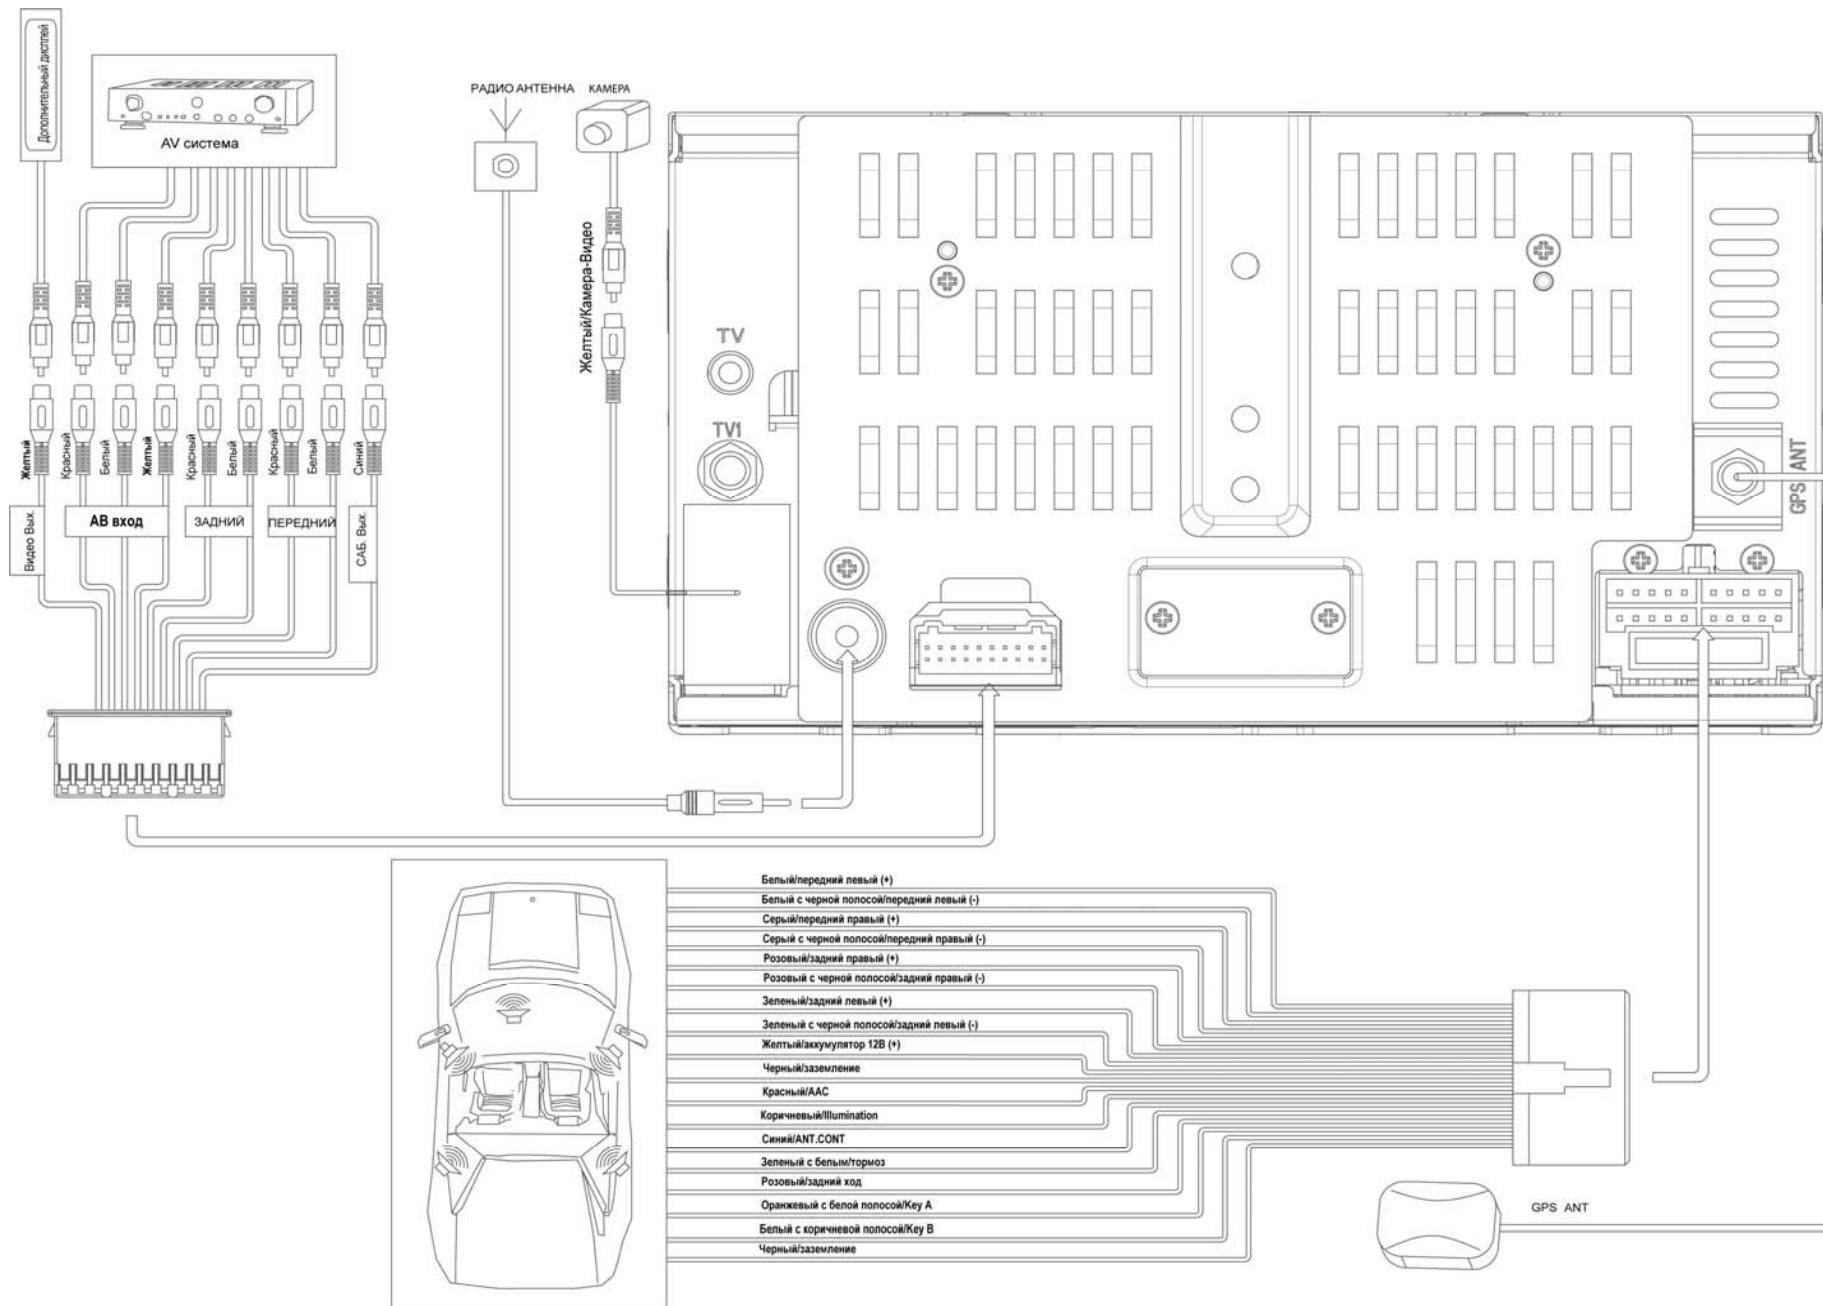 Дополнительный дисплей
AV система
РАДИО АНТЕННА
КАМЕРА
Желтый/Камера-Видео
TV
TV1
GPS ANT
Желтый
Красный
Белый
Желтый
Красный
Белый
Красный
Белый
Синий
Видео Вых.
АВ вход
ЗАДНИЙ
ПЕРЕДНИЙ
САБ. Вых.
Белый/передний левый (+)
Белый с черной полосой/передний левый (-)
Серый/передний правый (+)
Серый с черной полосой/передний правый (-)
Розовый/задний правый (+)
Розовый с черной полосой/задний правый (-)
Зеленый/задний левый (+)
Зеленый с черной полосой/задний левый (-)
Желтый/аккумулятор 12В (+)
Черный/заземление
Красный/ААС
Коричневый/Illumination
Синий/ANT.CONT
Зеленый с белым/тормоз
Розовый/задний ход
Оранжевый с белой полосой/Key A
Белый с коричневой полосой/Key B
Черный/заземление
GPS ANT